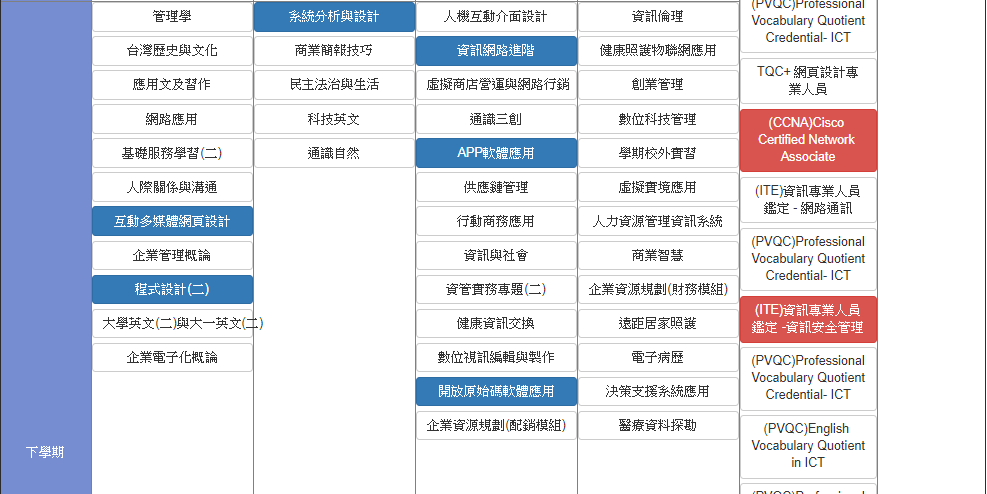 下學期
管理學
台灣歷史與文化
應用文及習作
網路應用
基礎服務學習(二)
人際關係與溝通
互動多媒體網頁設計
企業管理概論
程式設計(二)
大學英文(二)與大一英文(二)
企業電子化概論
系統分析與設計
商業簡報技巧
民主法治與生活
科技英文
通識自然
人機互動介面設計
資訊網路進階
虛擬商店營運與網路行銷
通識三創
APP軟體應用
供應鏈管理
行動商務應用
資訊與社會
資管實務專題(二)
健康資訊交換
數位視訊編輯與製作
開放原始碼軟體應用
企業資源規劃(配銷模組)
資訊倫理
健康照護物聯網應用
創業管理
數位科技管理
學期校外實習
虛擬實境應用
人力資源管理資訊系統
商業智慧
企業資源規劃(財務模組)
遠距居家照護
電子病歷
決策支援系統應用
醫療資料探勘
(PVQC)Professional
Vocabulary Quotient
Credential- ICT
TQC+ 網頁設計專
業人員
(CCNA)Cisco
Certified Network
Associate
(ITE)資訊專業人員
鑑定 - 網路通訊
(PVQC)Professional
Vocabulary Quotient
Credential- ICT
(ITE)資訊專業人員
鑑定 -資訊安全管理
(PVQC)Professional
Vocabulary Quotient
Credential- ICT
(PVQC)English
Vocabulary Quotient
in ICT
(PVQC)Professional